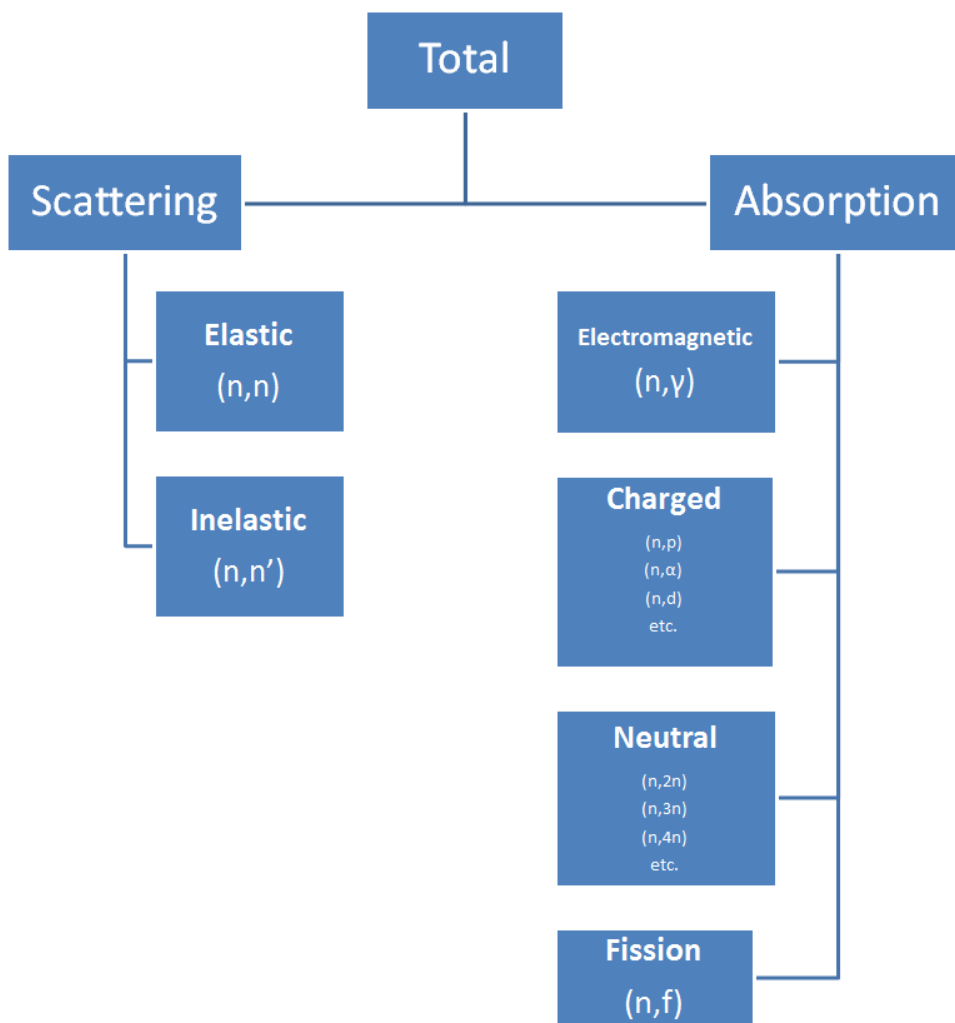 Total
Scattering
Absorption
Elastic
(n,n)
Inelastic
(n,n’)
Electromagnetic
(n,γ)
Charged
(n,p)
(n,α)
(n,d)
etc.
Neutral
(n,2n)
(n,3n)
(n,4n)
etc.
Fission
(n,f)